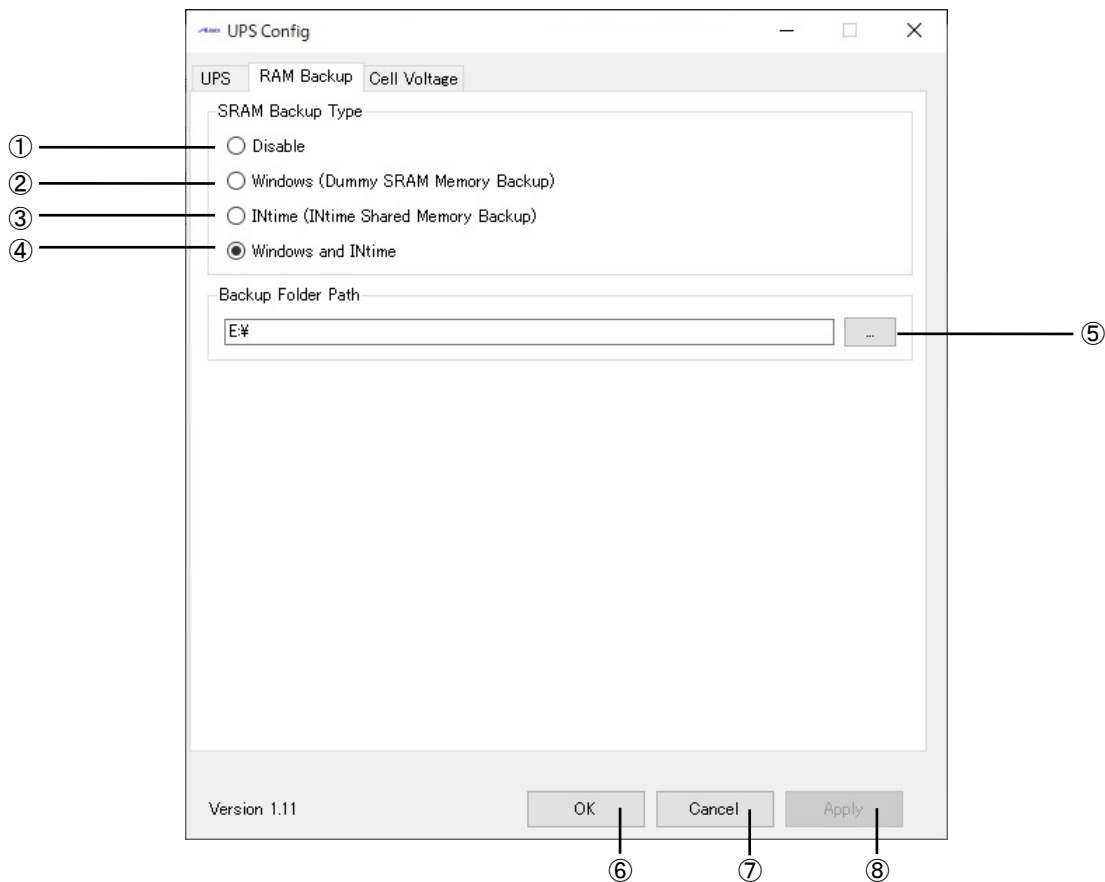 UPS Config
UPS RAM Backup Cell Voltage
SRAM Backup Type
① Disable
② Windows (Dummy SRAM Memory Backup)
③ INtime (INtime Shared Memory Backup)
④ Windows and INtime
Backup Folder Path
E:¥ ... ⑤
Version 1.11 OK Cancel Apply
⑥ ⑦ ⑧